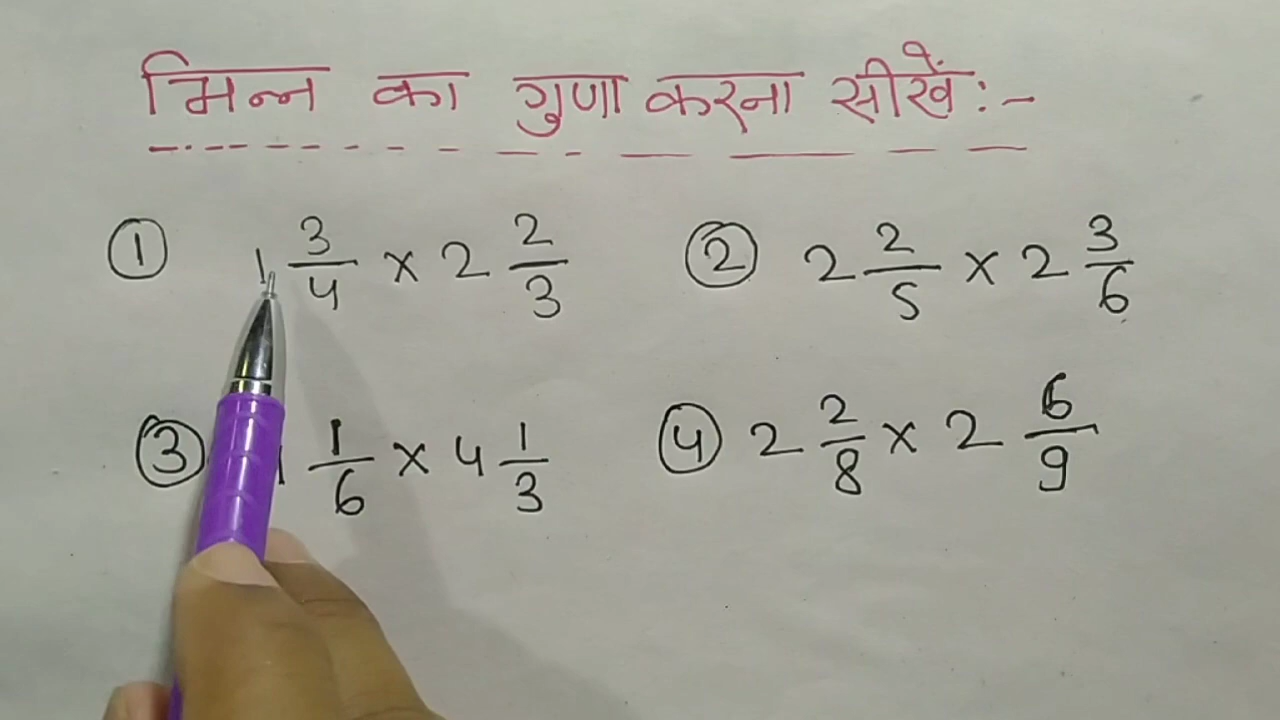 भिन्न का गुणा करना सीखें :-
① 1 3/4 × 2 2/3
② 2 2/5 × 2 3/6
③ 1/6 × 4 1/3
④ 2 2/8 × 2 6/9